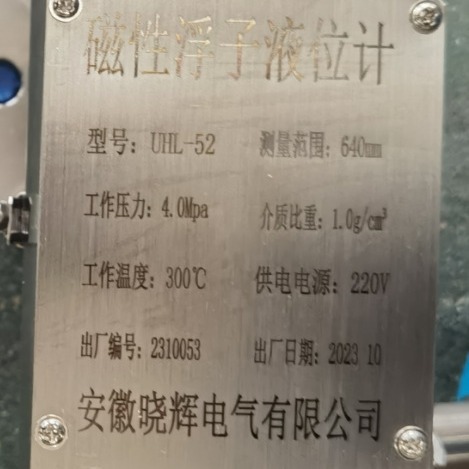 磁性浮子液位计
型号: UHL-52 测量范围: 640mm
工作压力: 4.0Mpa 介质比重: 1.0g/cm³
工作温度: 300℃ 供电电源: 220V
出厂编号: 2310053 出厂日期: 2023 10
安徽晓辉电气有限公司